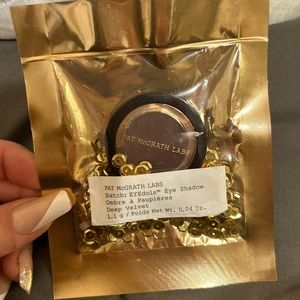 PAT McGRATH LABS
PAT McGRATH LABS
Batch: EYEdols™ Eye Shadow
Ombre à Paupières
Deep Velvet
1.1 g / Poids Net Wt. 0.04 Oz.